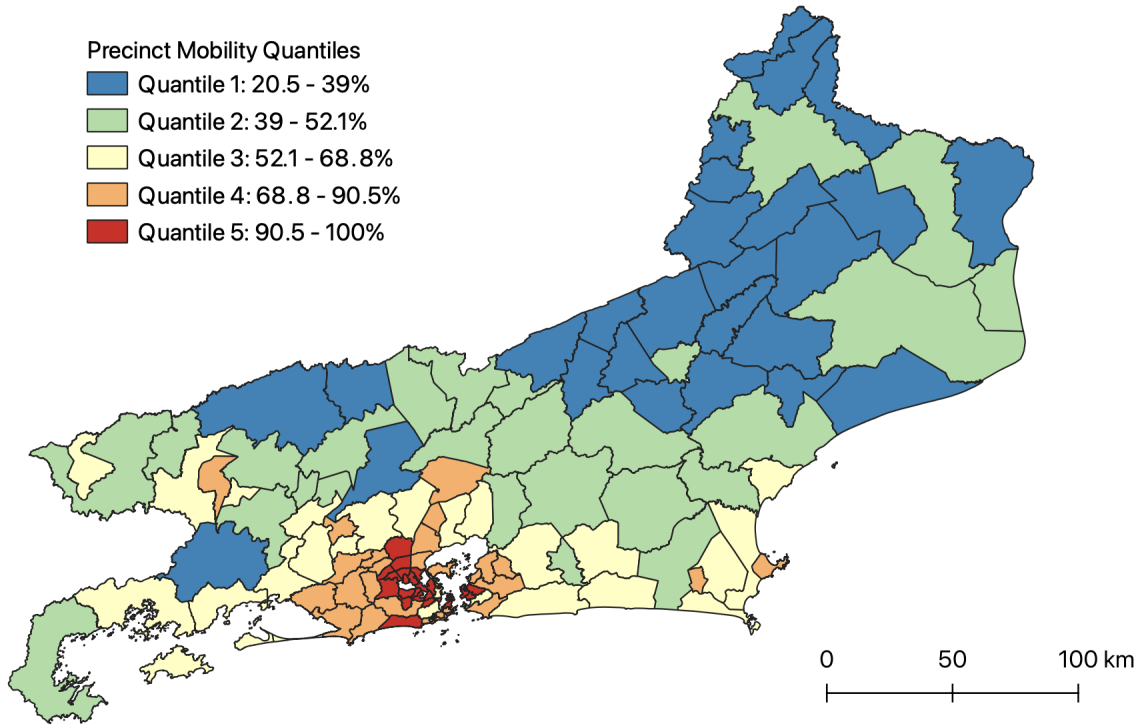 Precinct Mobility Quantiles
Quantile 1: 20.5 - 39%
Quantile 2: 39 - 52.1%
Quantile 3: 52.1 - 68.8%
Quantile 4: 68.8 - 90.5%
Quantile 5: 90.5 - 100%
0 50 100 km